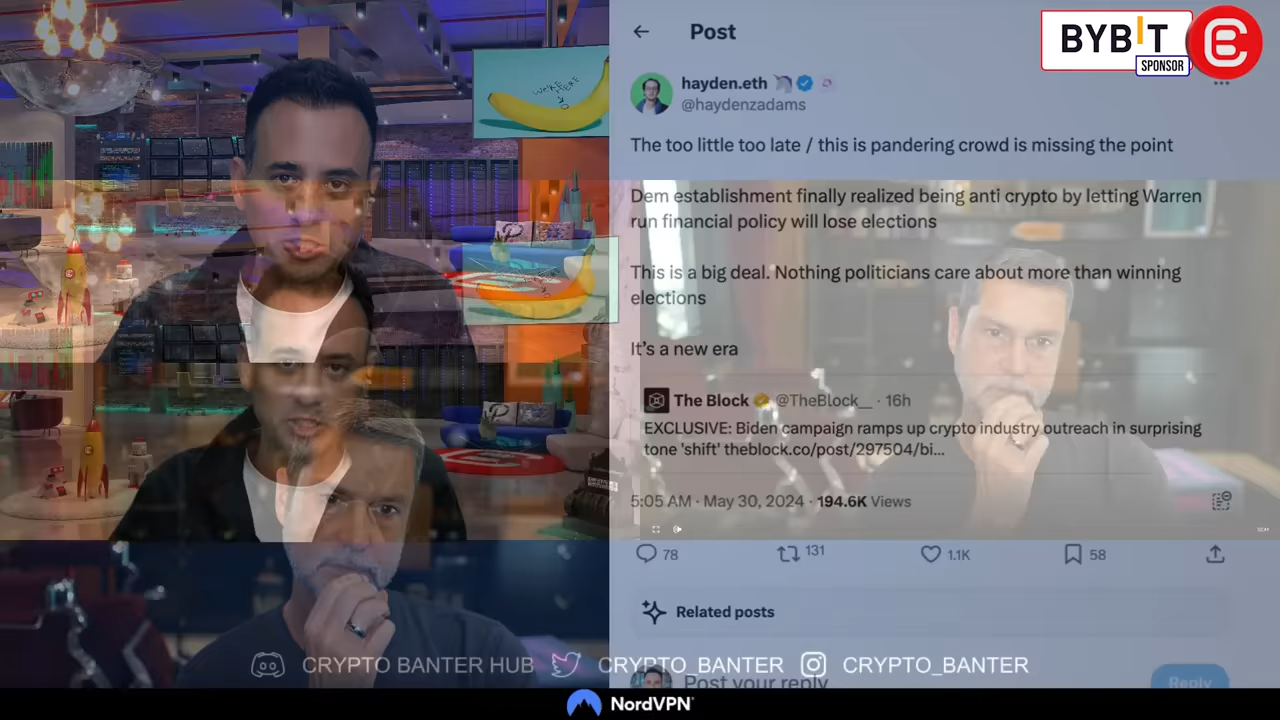 Post
BYBIT
SPONSOR
hayden.eth
@haydenzadams
The too little too late / this is pandering crowd is missing the point
Dem establishment finally realized being anti crypto by letting Warren
run financial policy will lose elections
This is a big deal. Nothing politicians care about more than winning
elections
It's a new era
The Block @TheBlock__ · 16h
EXCLUSIVE: Biden campaign ramps up crypto industry outreach in surprising
tone 'shift' theblock.co/post/297504/bi...
5:05 AM · May 30, 2024 · 194.6K Views
78 131 1.1K 58
Related posts
Post your reply
Reply
CRYPTO BANTER HUB CRYPTO_BANTER CRYPTO_BANTER
NordVPN